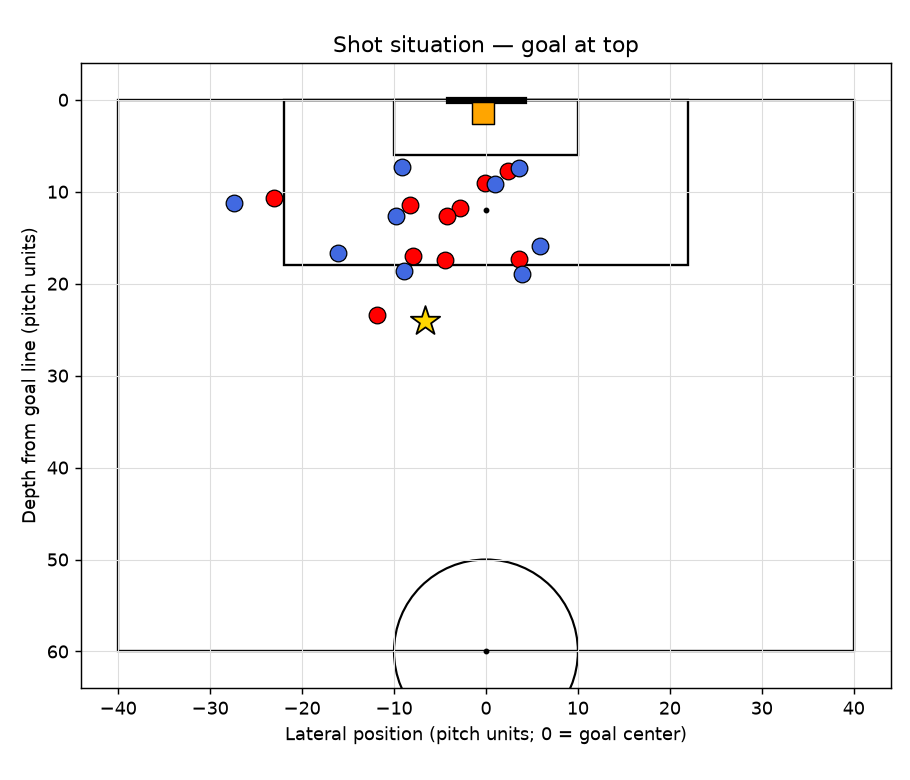 Shot situation — goal at top
0
10
20
30
40
50
60
Depth from goal line (pitch units)
−40 −30 −20 −10 0 10 20 30 40
Lateral position (pitch units; 0 = goal center)